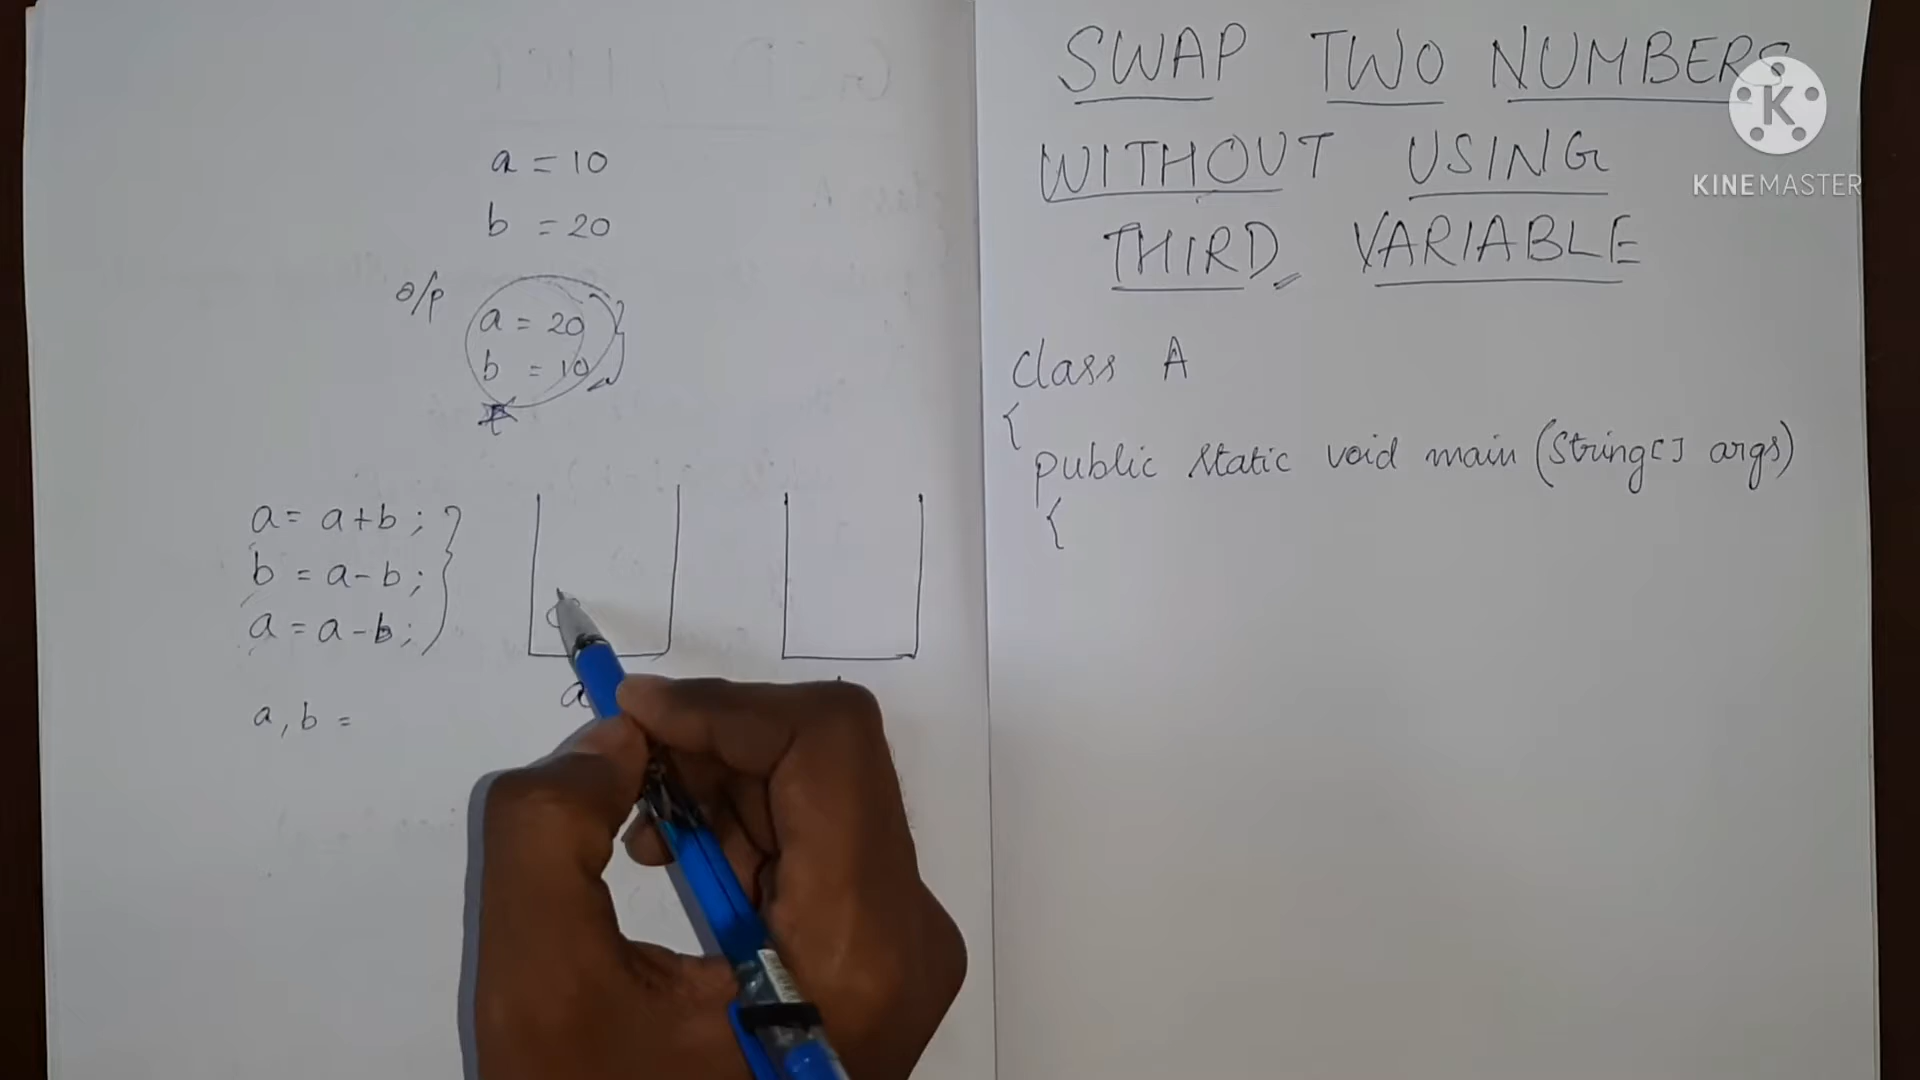 a = 10
b = 20
o/p
a = 20
b = 10
a = a+b ;
b = a-b ;
a = a-b ;
a , b =
a
SWAP TWO NUMBERS
WITHOUT USING
THIRD VARIABLE
class A
{
public static void main (String[] args)
{
K
KINEMASTER